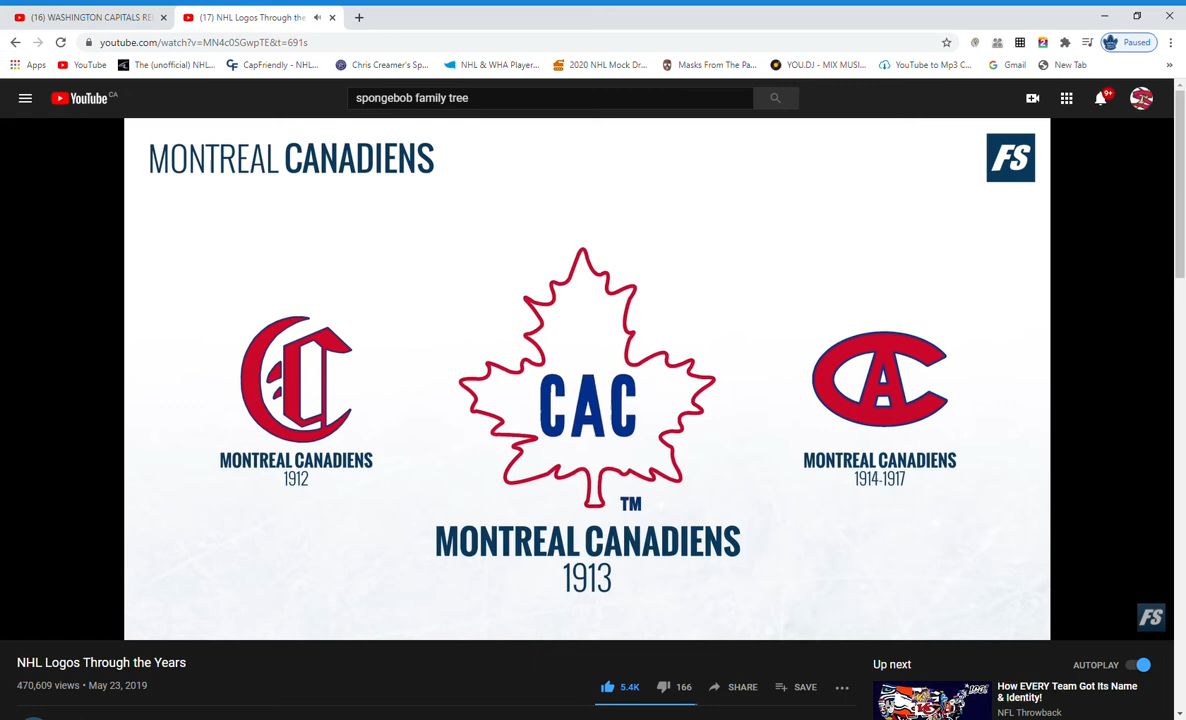 (16) WASHINGTON CAPITALS RE
(17) NHL Logos Through the
youtube.com/watch?v=MN4c0SGwpTE&t=691s
Paused
Apps
YouTube
The (unofficial) NHL...
CapFriendly - NHL...
Chris Creamer's Sp...
NHL & WHA Player...
2020 NHL Mock Dr...
Masks From The Pa...
YOU.DJ - MIX MUSI...
YouTube to Mp3 C...
Gmail
New Tab
»
YouTube CA
spongebob family tree
9+
MONTREAL CANADIENS
FS
CAC
TM
MONTREAL CANADIENS
1912
MONTREAL CANADIENS
1913
MONTREAL CANADIENS
1914-1917
FS
NHL Logos Through the Years
470,609 views • May 23, 2019
5.4K
166
SHARE
SAVE
Up next
AUTOPLAY
How EVERY Team Got Its Name
& Identity!
NFL Throwback